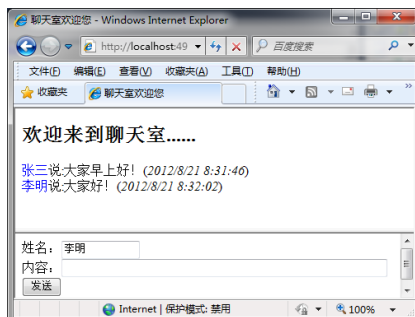 聊天室欢迎您 - Windows Internet Explorer
http://localhost:49
百度搜索
文件(F) 编辑(E) 查看(V) 收藏夹(A) 工具(T) 帮助(H)
收藏夹 聊天室欢迎您
欢迎来到聊天室......
张三说:大家早上好！(2012/8/21 8:31:46)
李明说:大家好！(2012/8/21 8:32:02)
姓名：李明
内容：
发送
Internet | 保护模式: 禁用 100%